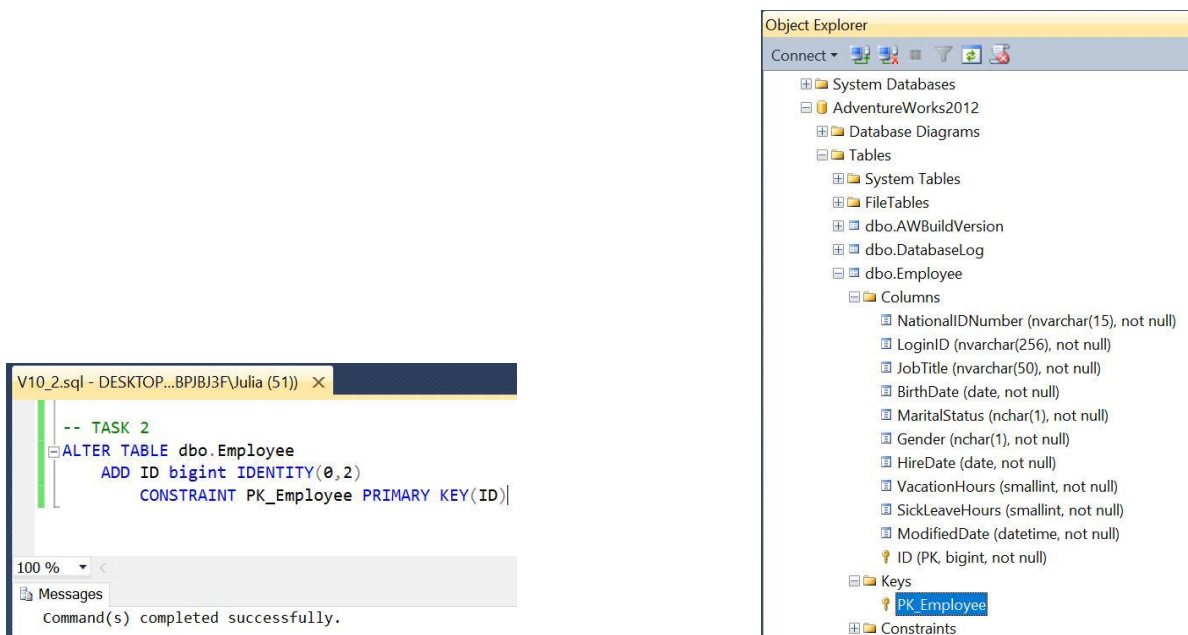 V10_2.sql - DESKTOP...BPJBJ3F\Julia (51))
-- TASK 2
ALTER TABLE dbo.Employee
ADD ID bigint IDENTITY(0,2)
CONSTRAINT PK_Employee PRIMARY KEY(ID)
100 %
Messages
Command(s) completed successfully.
Object Explorer
Connect
System Databases
AdventureWorks2012
Database Diagrams
Tables
System Tables
FileTables
dbo.AWBuildVersion
dbo.DatabaseLog
dbo.Employee
Columns
NationalIDNumber (nvarchar(15), not null)
LoginID (nvarchar(256), not null)
JobTitle (nvarchar(50), not null)
BirthDate (date, not null)
MaritalStatus (nchar(1), not null)
Gender (nchar(1), not null)
HireDate (date, not null)
VacationHours (smallint, not null)
SickLeaveHours (smallint, not null)
ModifiedDate (datetime, not null)
ID (PK, bigint, not null)
Keys
PK_Employee
Constraints